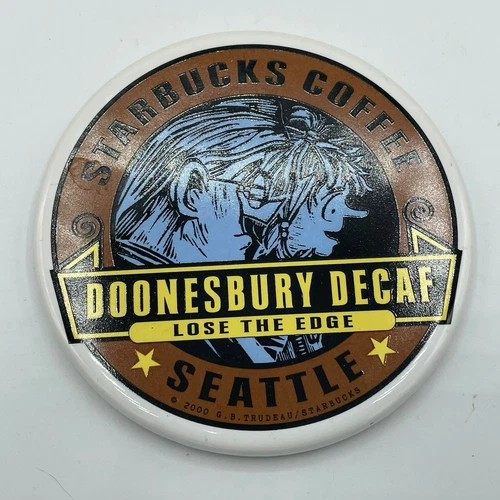 STARBUCKS COFFEE
DOONESBURY DECAF
LOSE THE EDGE
SEATTLE
© 2000 G.B.TRUDEAU/STARBUCKS